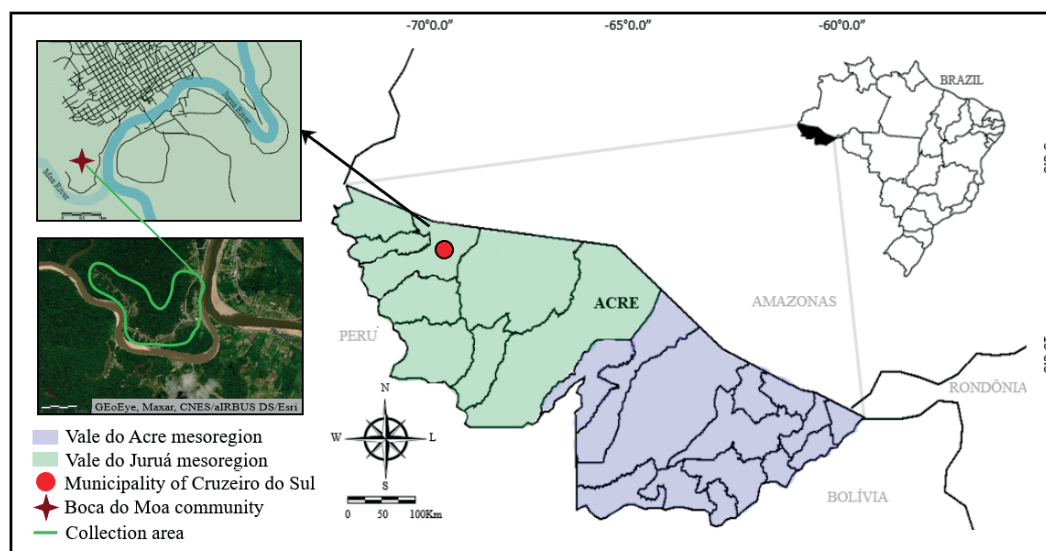 -70°0.0"
-65°0.0"
-60°0.0"
Juruá River
Moa River
BRAZIL
ACRE
AMAZONAS
PERÚ
RONDÔNIA
BOLÍVIA
GEoEye, Maxar, CNES/aIRBUS DS/Esri
N
W
L
S
0
50
100Km
Vale do Acre mesoregion
Vale do Juruá mesoregion
Municipality of Cruzeiro do Sul
Boca do Moa community
Collection area